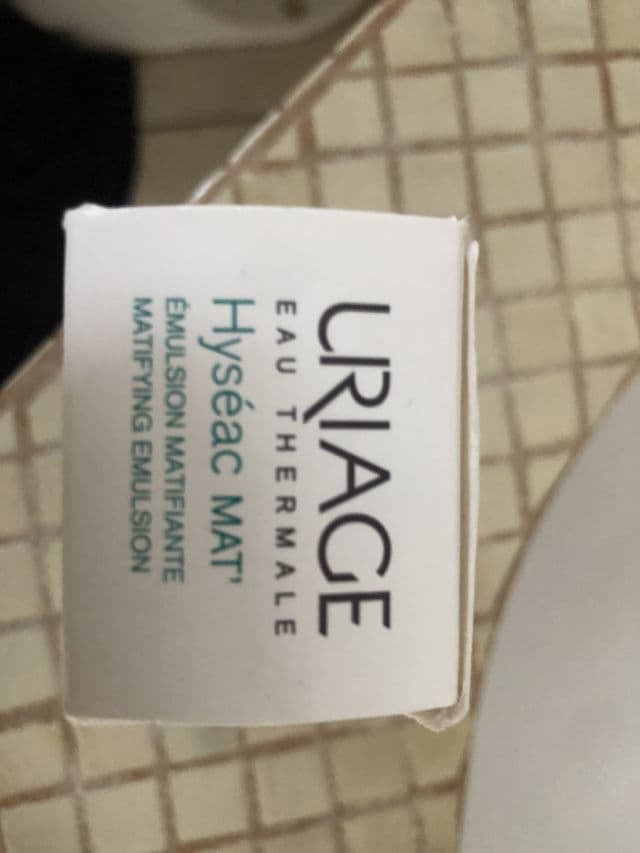 URIAGE
EAU THERMALE
Hyséac MAT'
ÉMULSION MATIFIANTE
MATIFYING EMULSION